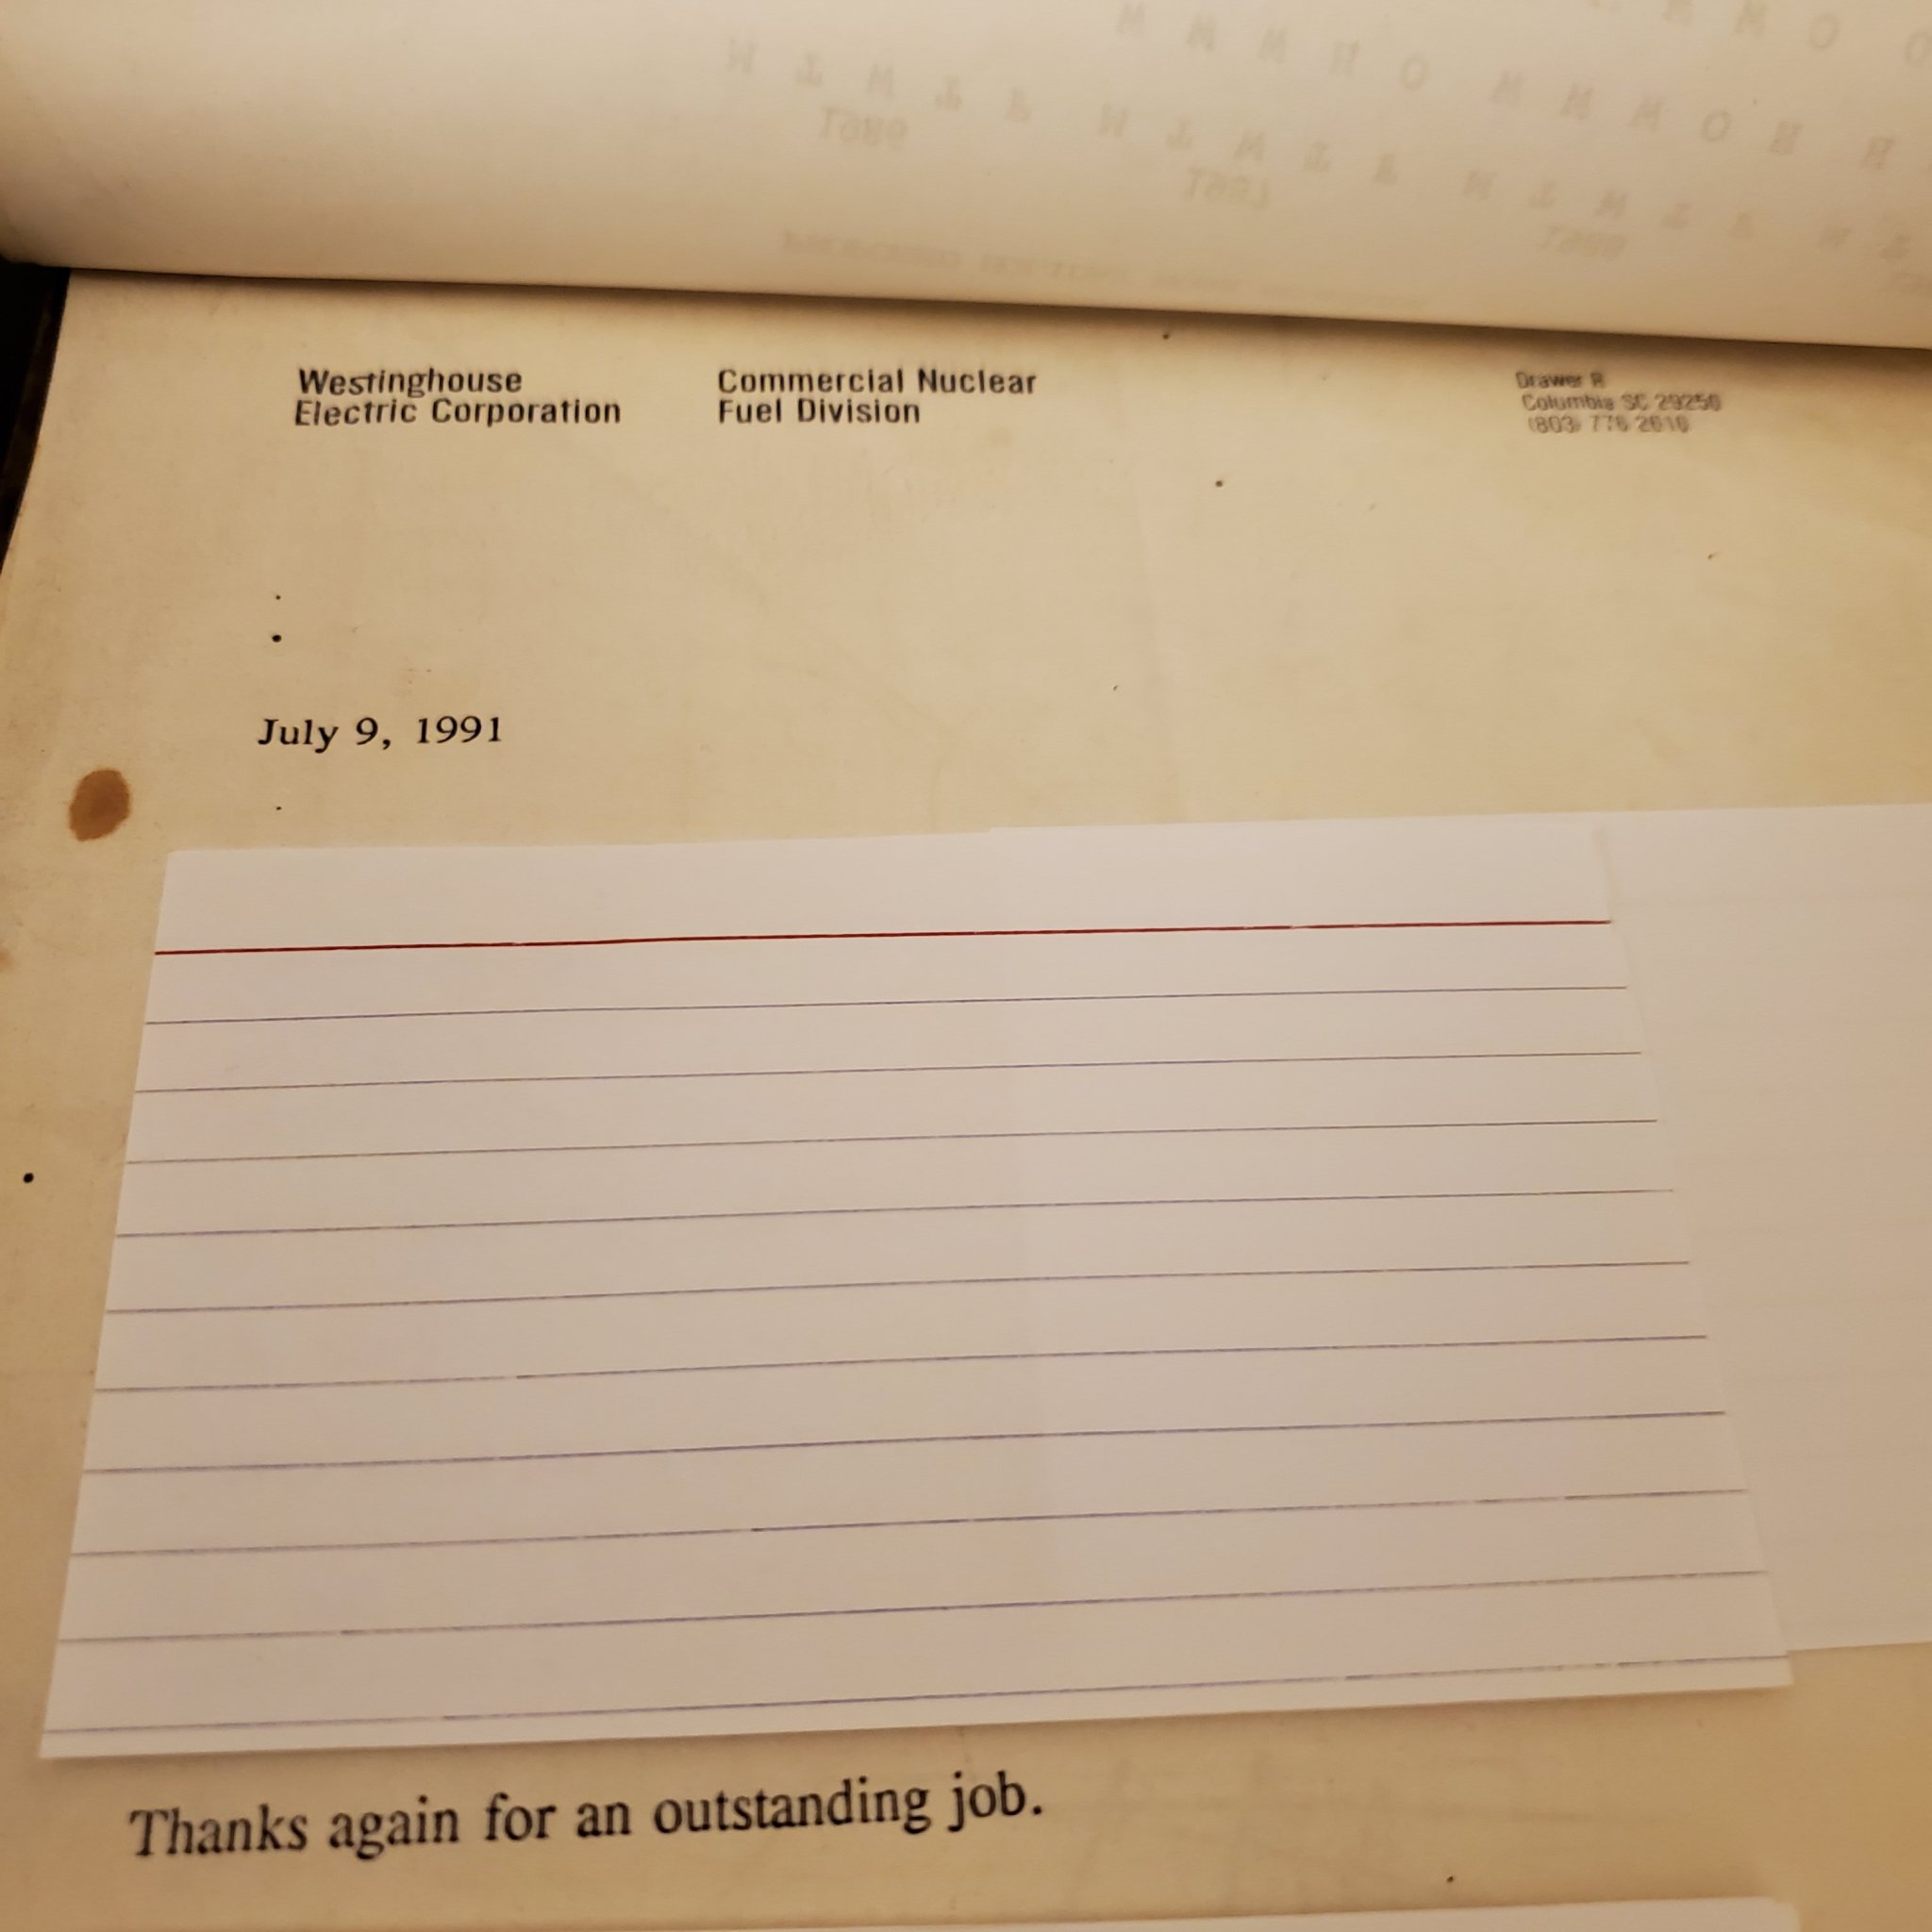 Westinghouse
Electric Corporation
Commercial Nuclear
Fuel Division
Drawer R
Columbia SC 29250
(803) 776 2610
July 9, 1991
Thanks again for an outstanding job.